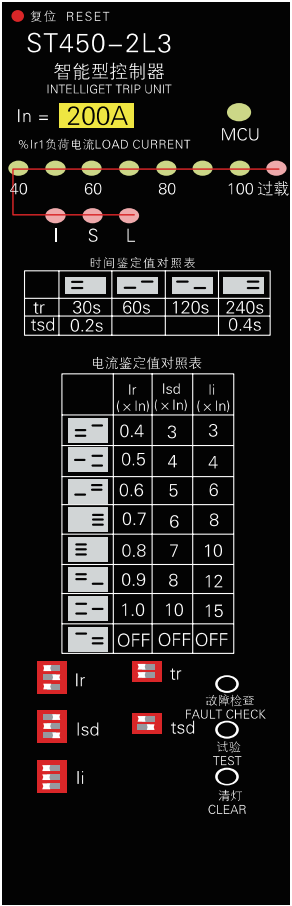 复位 RESET
ST450-2L3
智能型控制器
INTELLIGET TRIP UNIT
In = 200A
MCU
%Ir1负荷电流LOAD CURRENT
40 60 80 100 过载
I S L
时间鉴定值对照表
tr 30s 60s 120s 240s
tsd 0.2s 0.4s
电流鉴定值对照表
Ir Isd Ii
(×In) (×In) (×In)
0.4 3 3
0.5 4 4
0.6 5 6
0.7 6 8
0.8 7 10
0.9 8 12
1.0 10 15
OFF OFF OFF
Ir tr
故障检查
FAULT CHECK
Isd tsd
试验
TEST
Ii
清灯
CLEAR